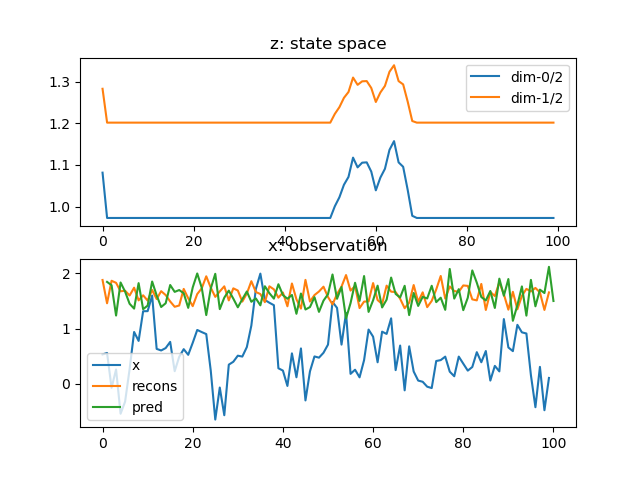 z: state space
1.3
1.2
1.1
1.0
dim-0/2
dim-1/2
0 20 40 60 80 100
x: observation
2
1
0
x
recons
pred
0 20 40 60 80 100